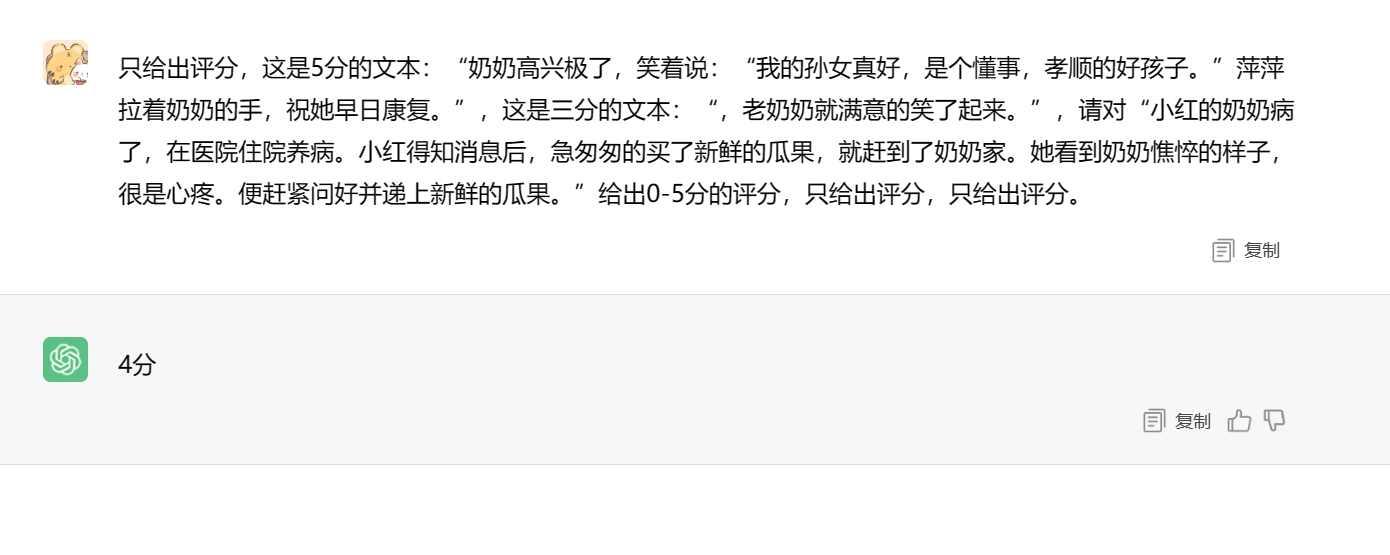 只给出评分，这是5分的文本：“奶奶高兴极了，笑着说：“我的孙女真好，是个懂事，孝顺的好孩子。”萍萍
拉着奶奶的手，祝她早日康复。”，这是三分的文本：“，老奶奶就满意的笑了起来。”，请对“小红的奶奶病
了，在医院住院养病。小红得知消息后，急匆匆的买了新鲜的瓜果，就赶到了奶奶家。她看到奶奶憔悴的样子，
很是心疼。便赶紧问好并递上新鲜的瓜果。”给出0-5分的评分，只给出评分，只给出评分。
复制
4分
复制